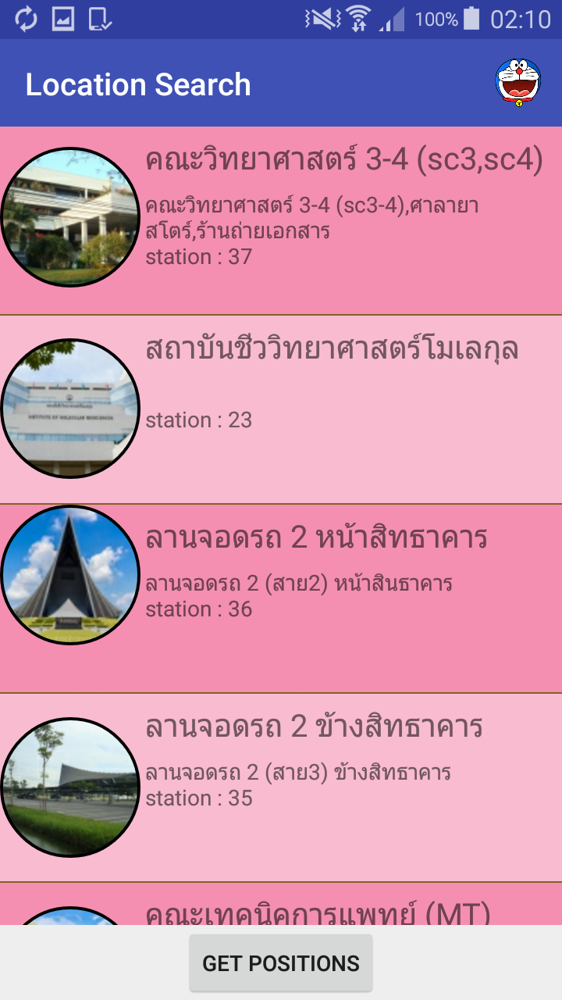 100% 02:10
Location Search
คณะวิทยาศาสตร์ 3-4 (sc3,sc4)
คณะวิทยาศาสตร์ 3-4 (sc3-4),ศาลายา
สโตร์,ร้านถ่ายเอกสาร
station : 37
สถาบันชีววิทยาศาสตร์โมเลกุล
INSTITUTE OF MOLECULAR BIOSCIENCES
station : 23
ลานจอดรถ 2 หน้าสิทธาคาร
ลานจอดรถ 2 (สาย2) หน้าสินธาคาร
station : 36
ลานจอดรถ 2 ข้างสิทธาคาร
ลานจอดรถ 2 (สาย3) ข้างสิทธาคาร
station : 35
คณะเทคนิคการแพทย์ (MT)
GET POSITIONS